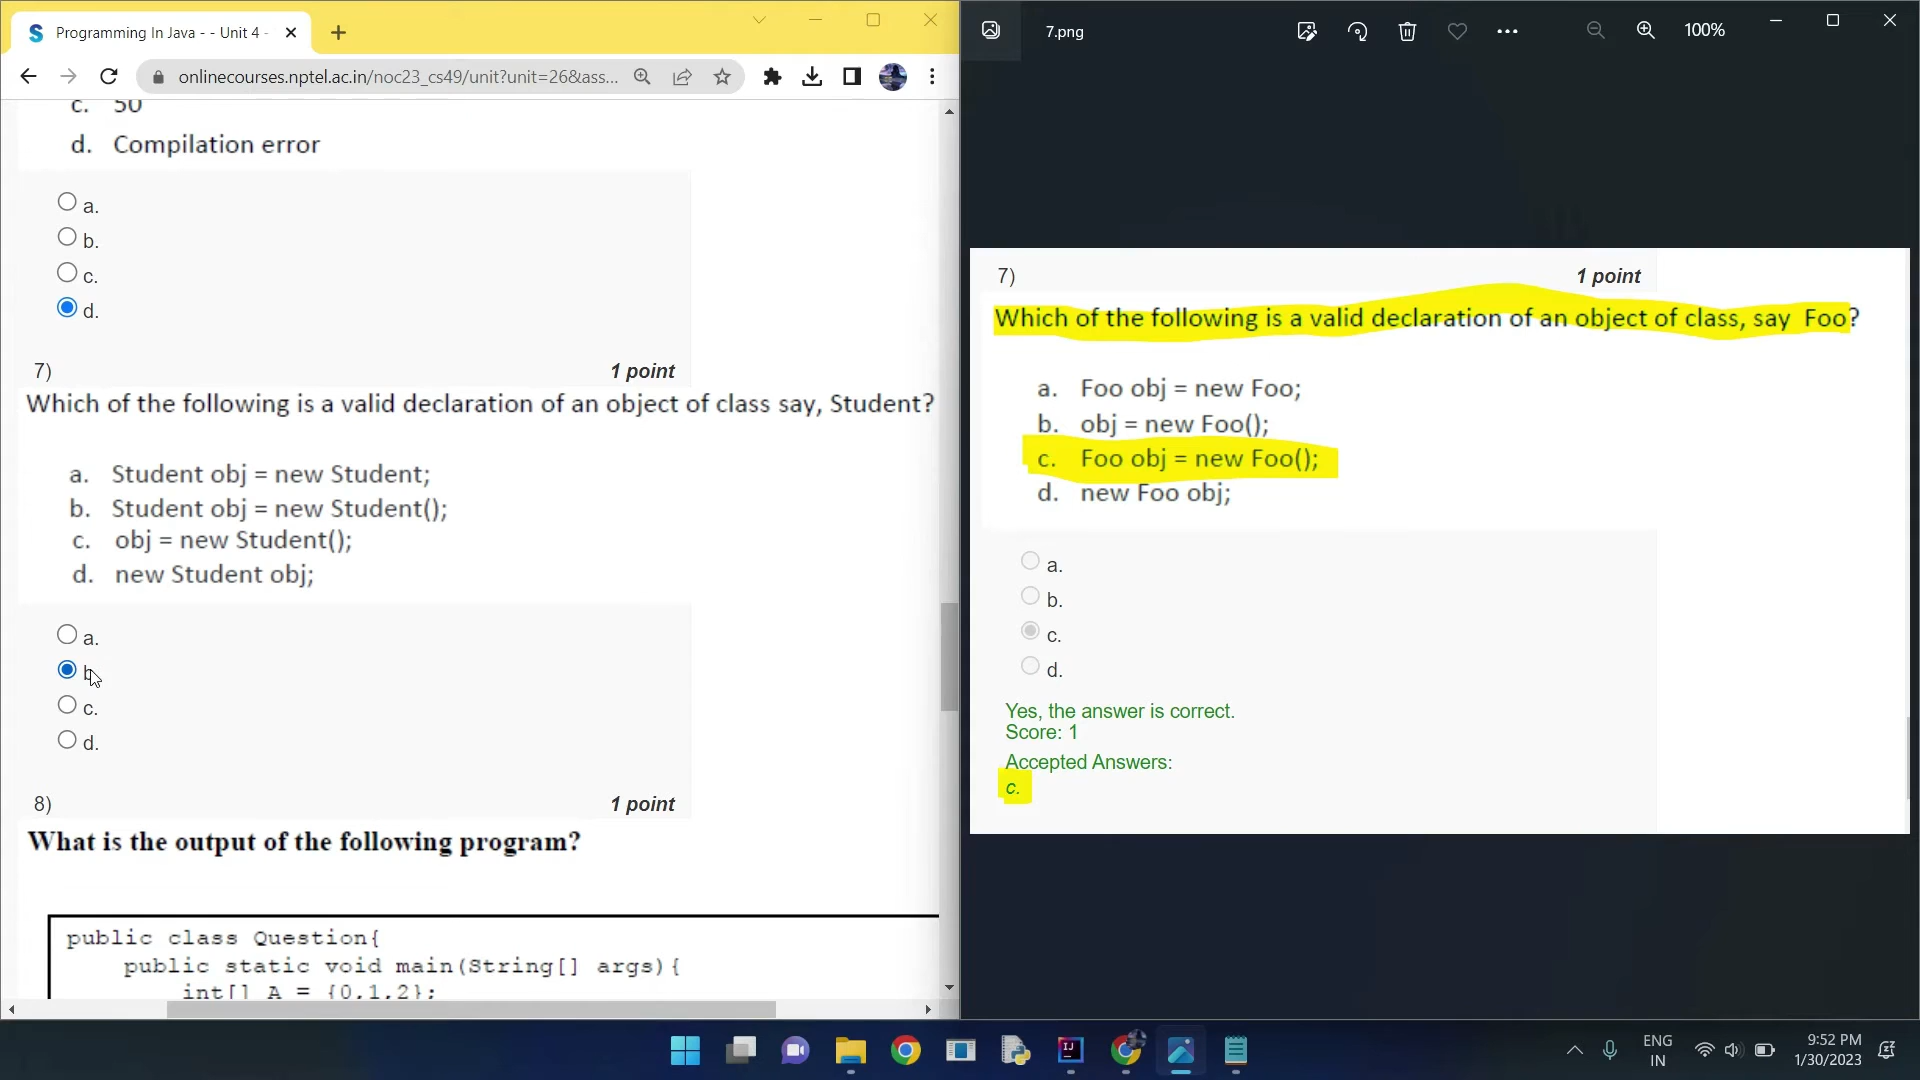 Programming In Java - - Unit 4 -
onlinecourses.nptel.ac.in/noc23_cs49/unit?unit=26&ass...
c. 50
d. Compilation error
a.
b.
c.
d.
7)
1 point
Which of the following is a valid declaration of an object of class say, Student?
a. Student obj = new Student;
b. Student obj = new Student();
c. obj = new Student();
d. new Student obj;
a.
b.
c.
d.
8)
1 point
What is the output of the following program?
public class Question{
public static void main(String[] args){
int[] A = {0,1,2};
7.png
100%
7)
1 point
Which of the following is a valid declaration of an object of class, say Foo?
a. Foo obj = new Foo;
b. obj = new Foo();
c. Foo obj = new Foo();
d. new Foo obj;
a.
b.
c.
d.
Yes, the answer is correct.
Score: 1
Accepted Answers:
c.
ENG
IN
9:52 PM
1/30/2023